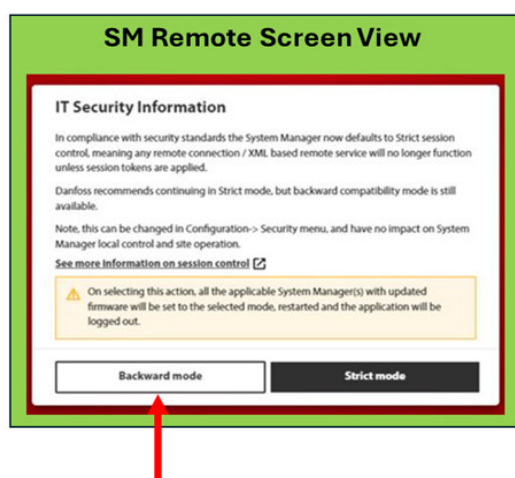 SM Remote Screen View
IT Security Information
In compliance with security standards the System Manager now defaults to Strict session
control, meaning any remote connection / XML based remote service will no longer function
unless session tokens are applied.
Danfoss recommends continuing in Strict mode, but backward compatibility mode is still
available.
Note, this can be changed in Configuration-> Security menu, and have no impact on System
Manager local control and site operation.
See more information on session control
On selecting this action, all the applicable System Manager(s) with updated
firmware will be set to the selected mode, restarted and the application will be
logged out.
Backward mode
Strict mode